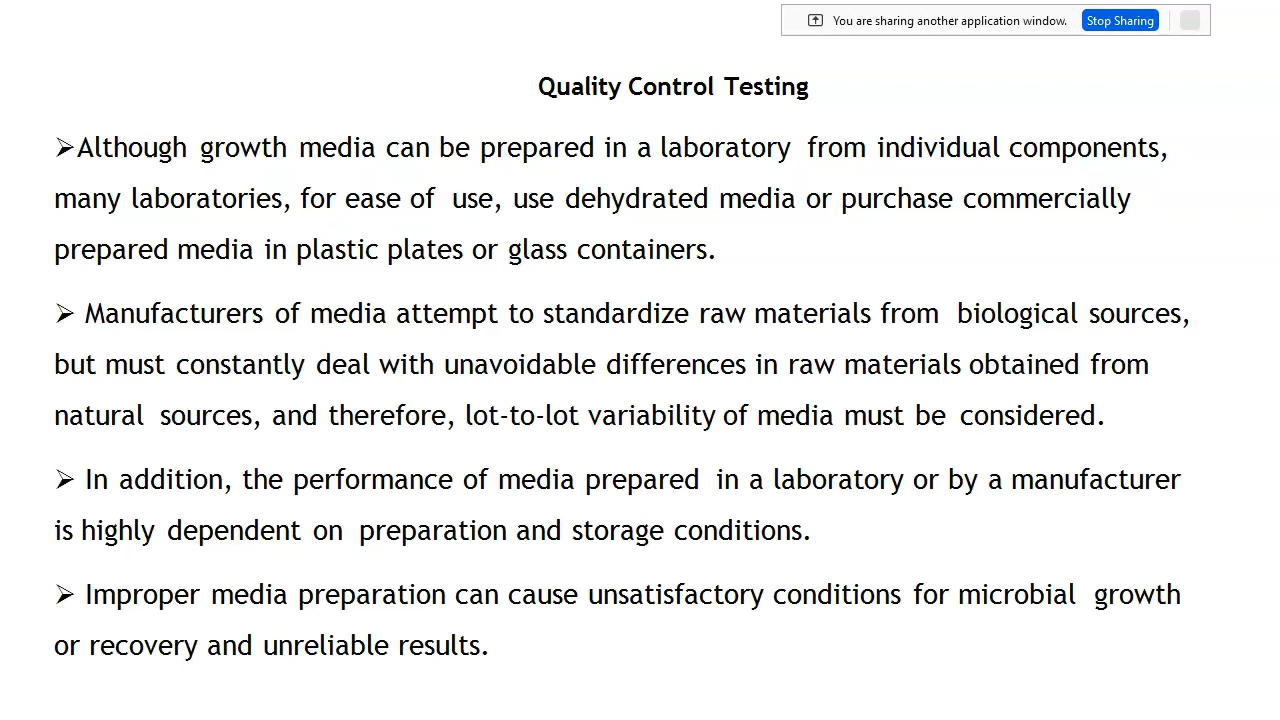 You are sharing another application window. Stop Sharing
Quality Control Testing
➢Although growth media can be prepared in a laboratory from individual components,
many laboratories, for ease of use, use dehydrated media or purchase commercially
prepared media in plastic plates or glass containers.
➢ Manufacturers of media attempt to standardize raw materials from biological sources,
but must constantly deal with unavoidable differences in raw materials obtained from
natural sources, and therefore, lot-to-lot variability of media must be considered.
➢ In addition, the performance of media prepared in a laboratory or by a manufacturer
is highly dependent on preparation and storage conditions.
➢ Improper media preparation can cause unsatisfactory conditions for microbial growth
or recovery and unreliable results.